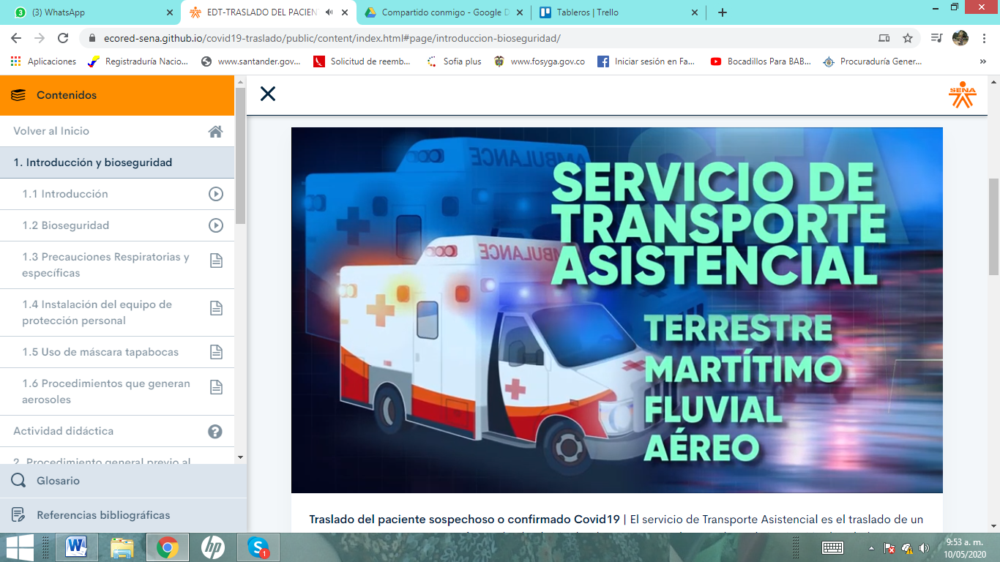 (3) WhatsApp
EDT-TRASLADO DEL PACIEN
Compartido conmigo - Google D
Tableros | Trello
ecored-sena.github.io/covid19-traslado/public/content/index.html#page/introduccion-bioseguridad/
Aplicaciones
Registraduría Nacio...
www.santander.gov...
Solicitud de reemb...
Sofia plus
www.fosyga.gov.co
Iniciar sesión en Fa...
Bocadillos Para BAB...
Procuraduría Gener...
»
Contenidos
SENA
Volver al Inicio
1. Introducción y bioseguridad
1.1 Introducción
1.2 Bioseguridad
1.3 Precauciones Respiratorias y
específicas
1.4 Instalación del equipo de
protección personal
1.5 Uso de máscara tapabocas
1.6 Procedimientos que generan
aerosoles
Actividad didáctica
2. Procedimiento general previo al
Glosario
Referencias bibliográficas
STA
AMBULANCE
AMBULANCE
SERVICIO DE
TRANSPORTE
ASISTENCIAL
TERRESTRE
MARTÍTIMO
FLUVIAL
AÉREO
Traslado del paciente sospechoso o confirmado Covid19 | El servicio de Transporte Asistencial es el traslado de un
9:53 a. m.
10/05/2020